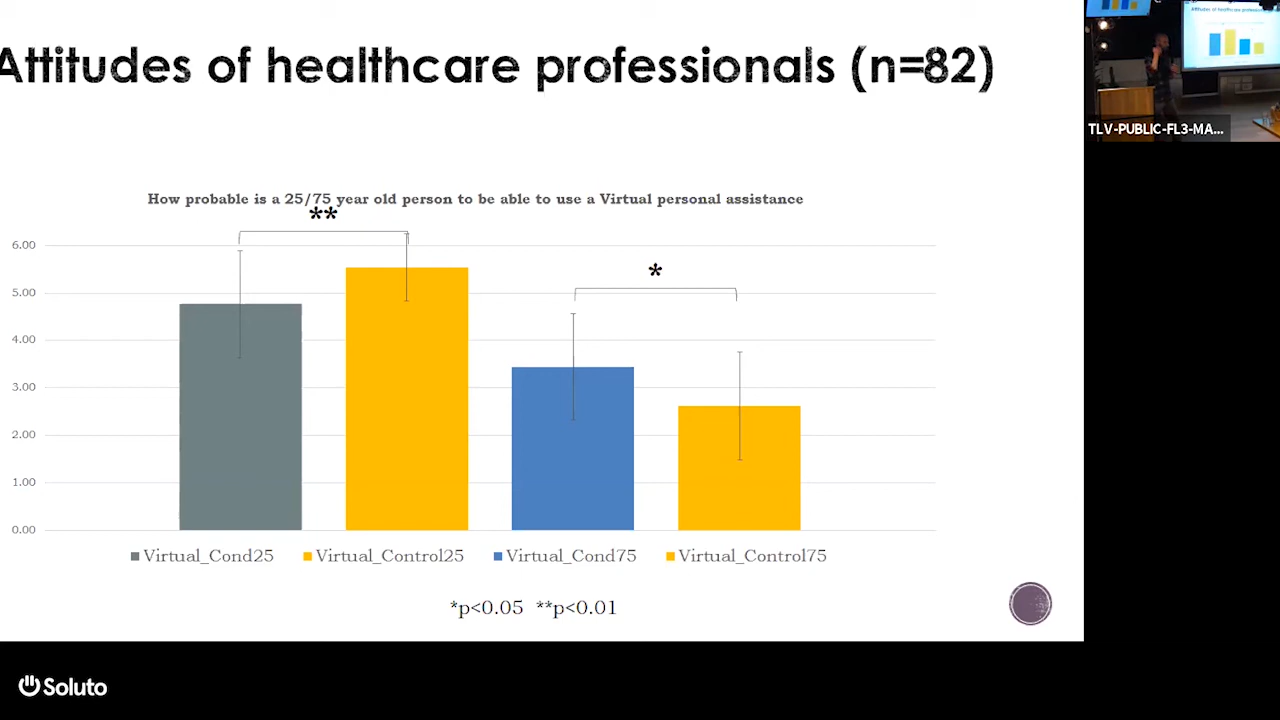 Attitudes of healthcare professionals (n=82)
How probable is a 25/75 year old person to be able to use a Virtual personal assistance
**
*
6.00
5.00
4.00
3.00
2.00
1.00
0.00
Virtual_Cond25 Virtual_Control25 Virtual_Cond75 Virtual_Control75
*p<0.05 **p<0.01
TLV-PUBLIC-FL3-MA...
Soluto